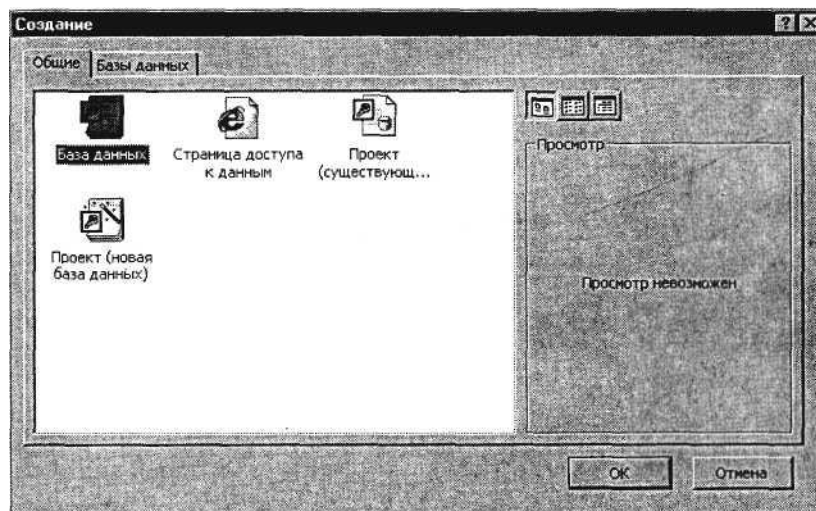 Создание
Общие
Базы данных
База данных
Страница доступа
к данным
Проект
(существующ...
Проект (новая
база данных)
Просмотр
Просмотр невозможен
OK
Отмена